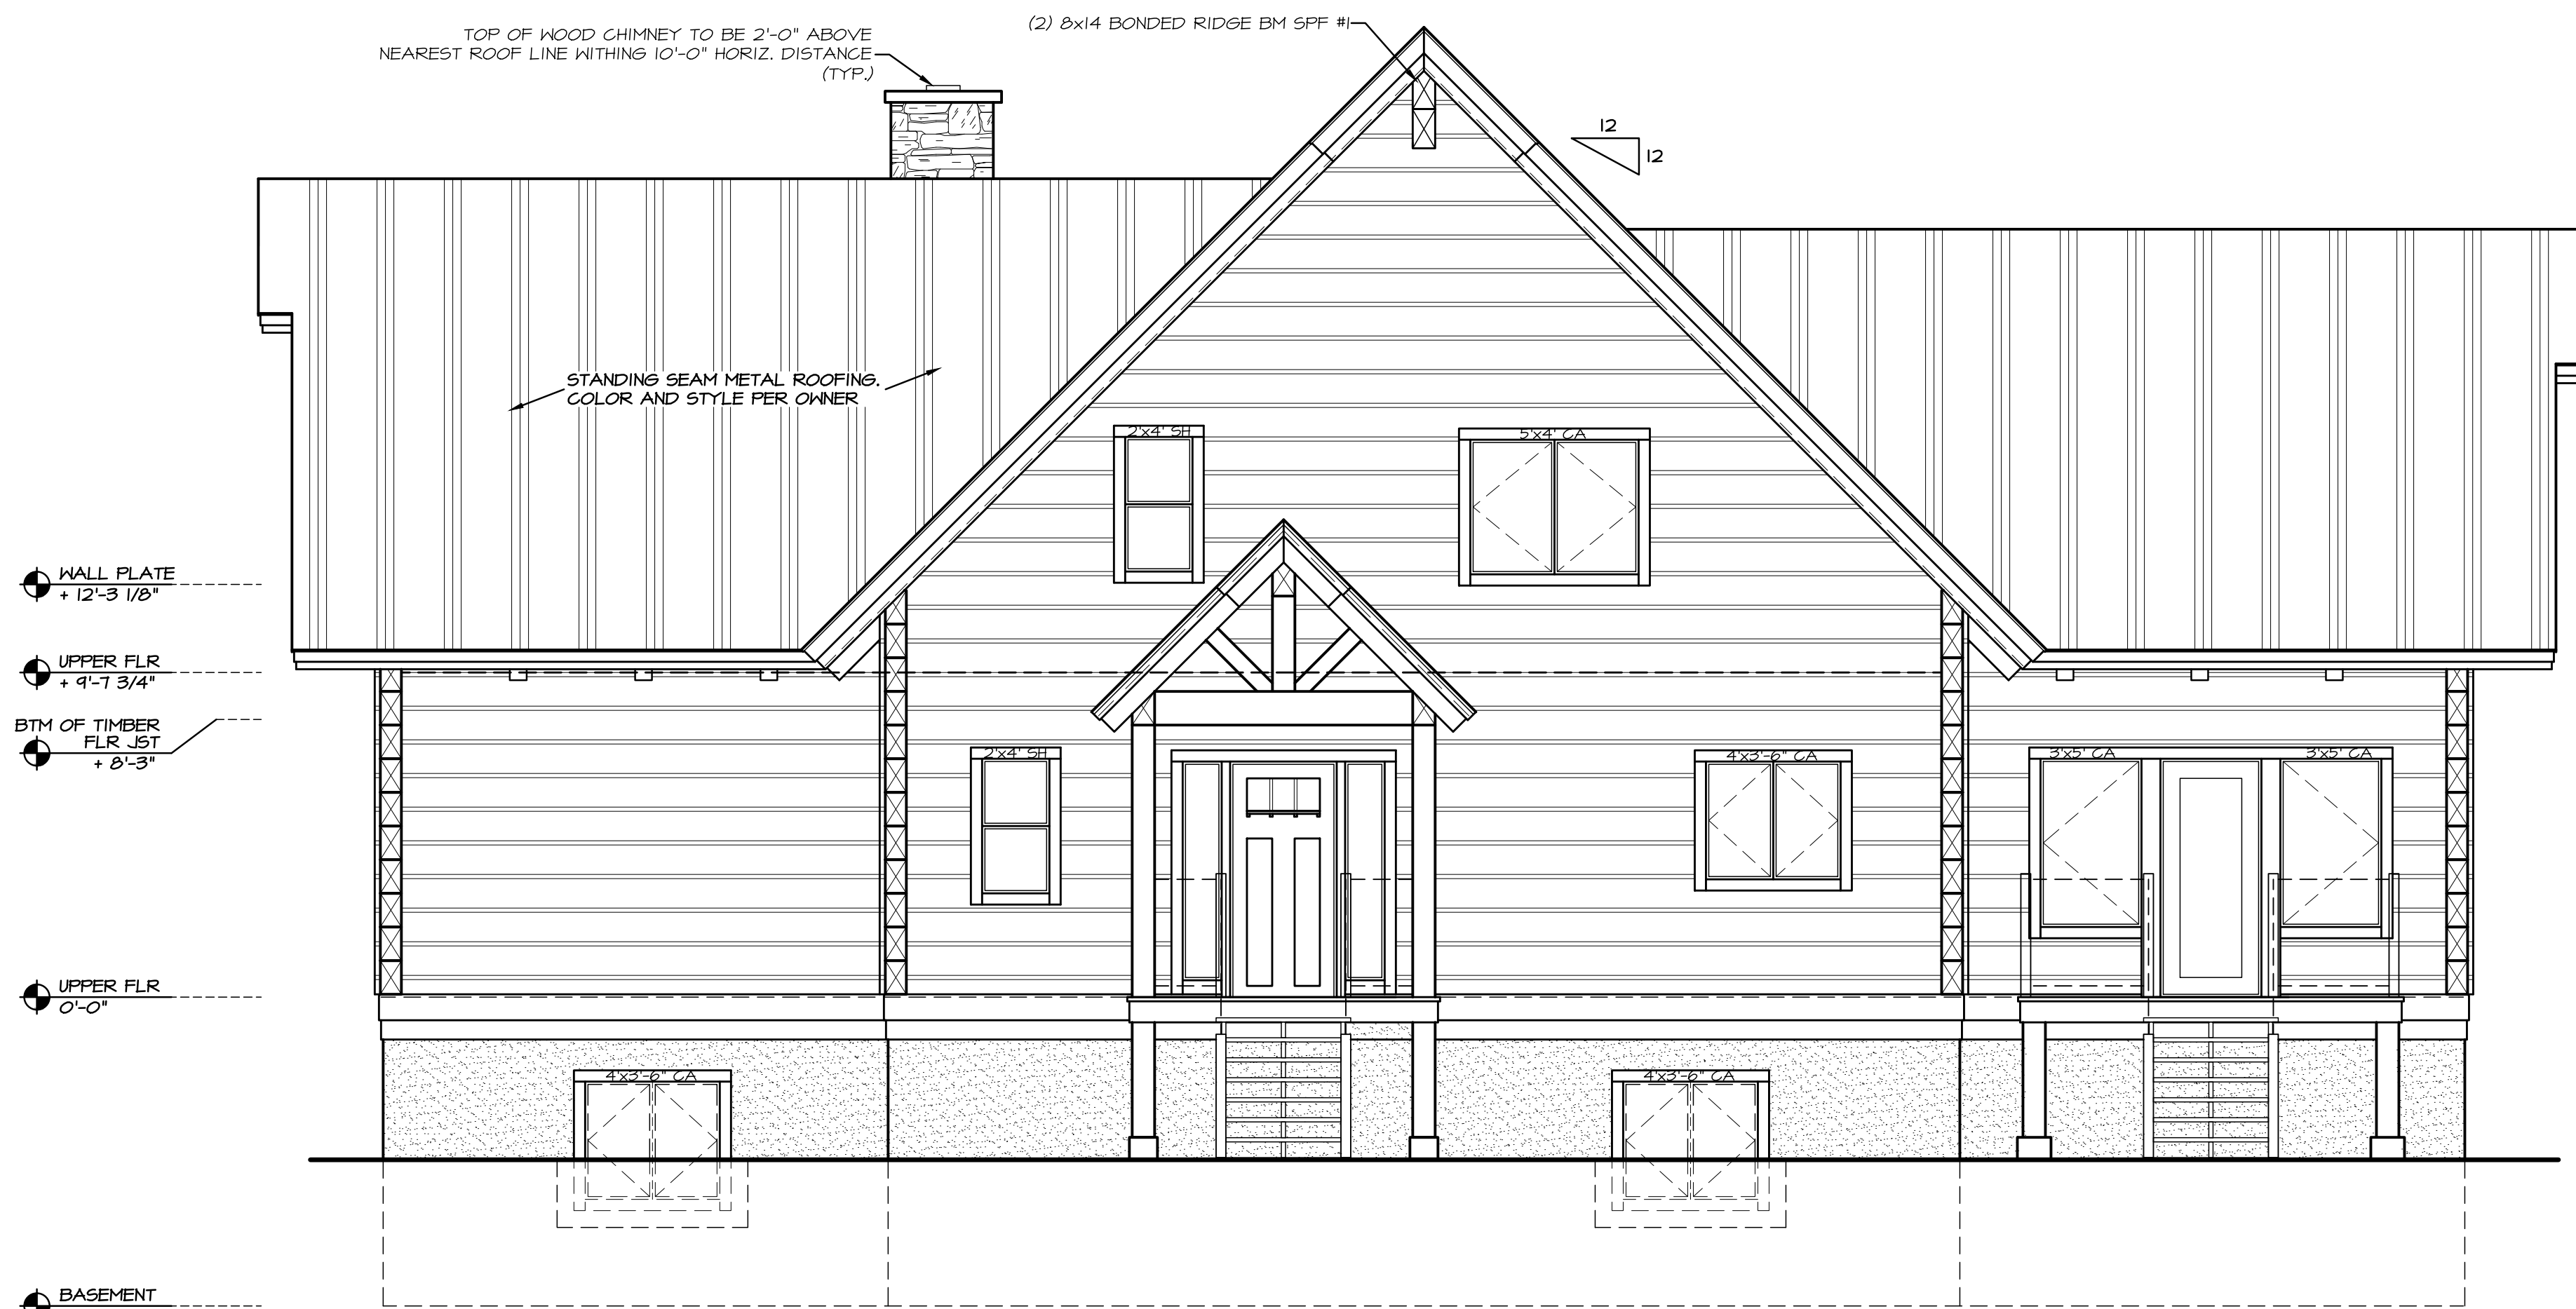 TOP OF WOOD CHIMNEY TO BE 2'-0" ABOVE
NEAREST ROOF LINE WITHING 10'-0" HORIZ. DISTANCE
(TYP.)
(2) 8x14 BONDED RIDGE BM SPF #1
12
12
STANDING SEAM METAL ROOFING.
COLOR AND STYLE PER OWNER
2'x4' SH
5'x4' CA
WALL PLATE
+ 12'-3 1/8"
UPPER FLR
+ 9'-7 3/4"
BTM OF TIMBER
FLR JST
+ 8'-3"
2'x4' SH
4'x3'-6" CA
3'x5' CA
3'x5' CA
UPPER FLR
0'-0"
4'x3'-6" CA
4'x3'-6" CA
BASEMENT